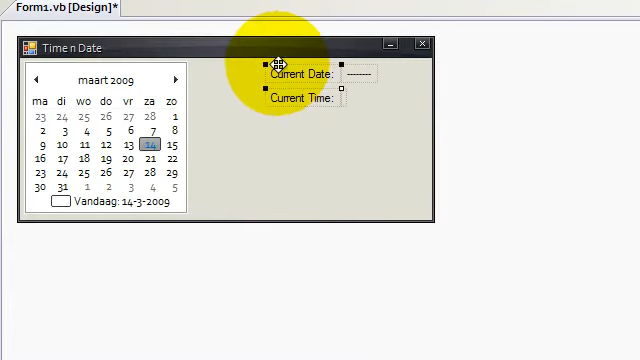 Form1.vb [Design]*
Time n Date
maart 2009
ma di wo do vr za zo
23 24 25 26 27 28 1
2 3 4 5 6 7 8
9 10 11 12 13 14 15
16 17 18 19 20 21 22
23 24 25 26 27 28 29
30 31 1 2 3 4 5
Vandaag: 14-3-2009
Current Date: --------
Current Time: